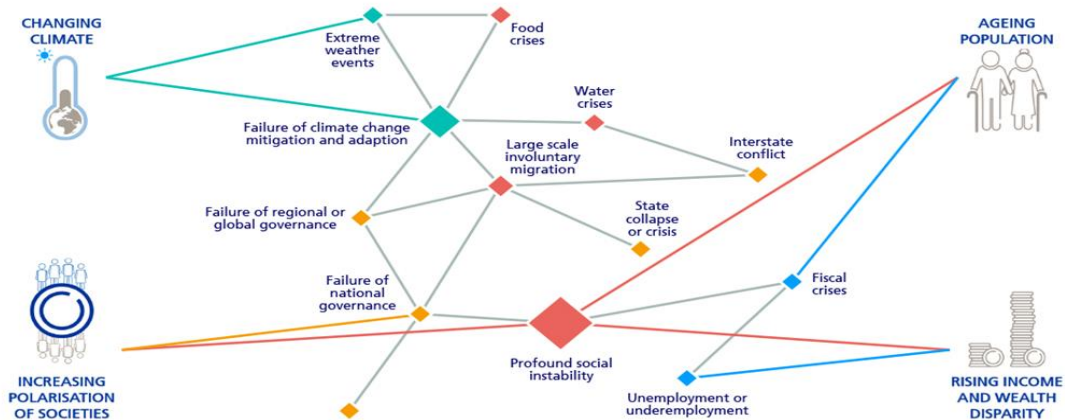 CHANGING
CLIMATE
Extreme
weather
events
Food
crises
AGEING
POPULATION
Water
crises
Failure of climate change
mitigation and adaption
Large scale
involuntary
migration
Interstate
conflict
Failure of regional or
global governance
State
collapse
or crisis
Failure of
national
governance
Fiscal
crises
Profound social
instability
INCREASING
POLARISATION
OF SOCIETIES
Unemployment or
underemployment
RISING INCOME
AND WEALTH
DISPARITY